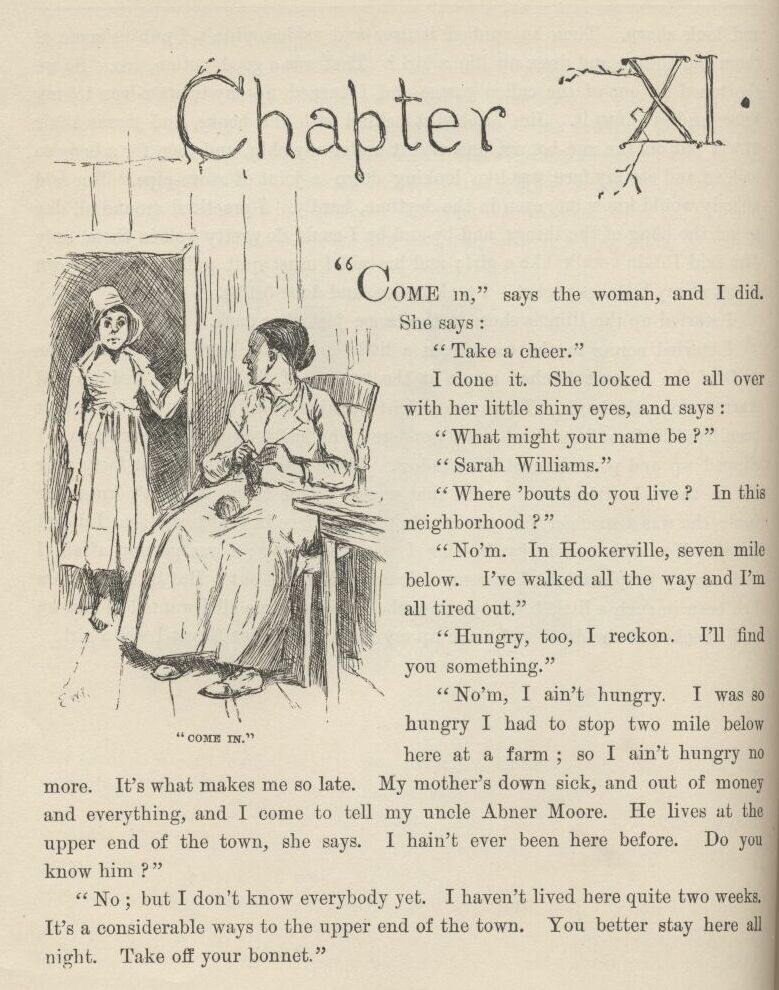 Chapter XI.
“COME in,” says the woman, and I did.
She says :
“Take a cheer.”
I done it. She looked me all over
with her little shiny eyes, and says :
“What might your name be ?”
“Sarah Williams.”
“Where ’bouts do you live ? In this
neighborhood ?”
“No’m. In Hookerville, seven mile
below. I’ve walked all the way and I’m
all tired out.”
“Hungry, too, I reckon. I’ll find
you something.”
“No’m, I ain’t hungry. I was so
hungry I had to stop two mile below
here at a farm ; so I ain’t hungry no
more. It’s what makes me so late. My mother’s down sick, and out of money
and everything, and I come to tell my uncle Abner Moore. He lives at the
upper end of the town, she says. I hain’t ever been here before. Do you
know him ?”
“No ; but I don’t know everybody yet. I haven’t lived here quite two weeks.
It’s a considerable ways to the upper end of the town. You better stay here all
night. Take off your bonnet.”
“COME IN.”